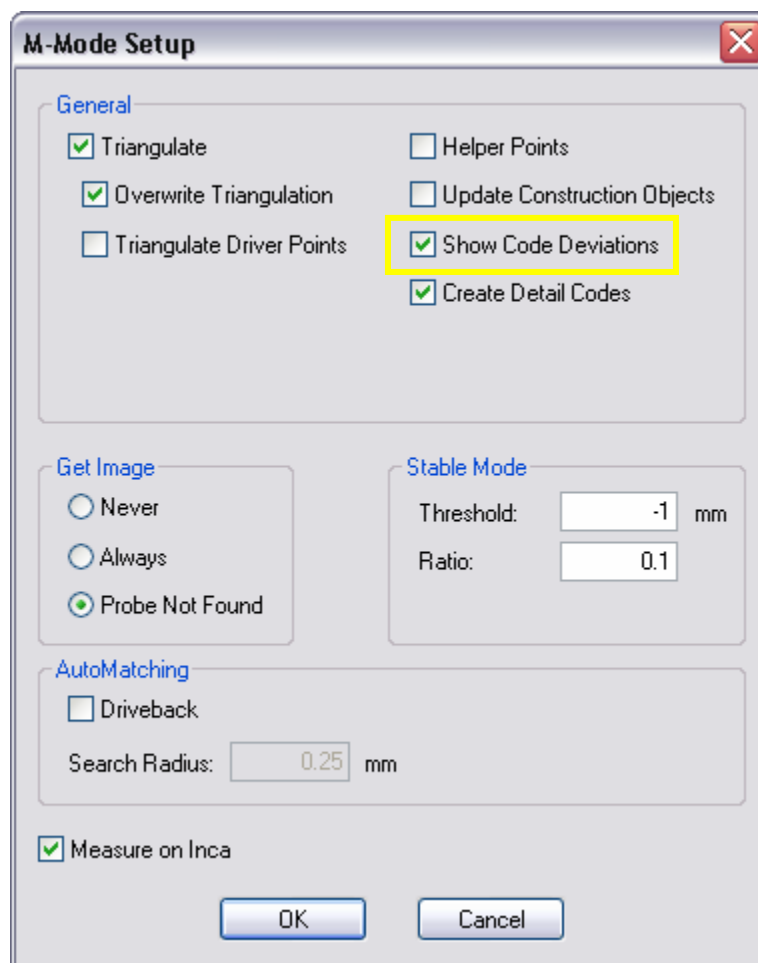 M-Mode Setup
General
Triangulate
Helper Points
Overwrite Triangulation
Update Construction Objects
Triangulate Driver Points
Show Code Deviations
Create Detail Codes
Get Image
Stable Mode
Never
Threshold: -1 mm
Always
Ratio: 0.1
Probe Not Found
AutoMatching
Driveback
Search Radius: 0.25 mm
Measure on Inca
OK Cancel